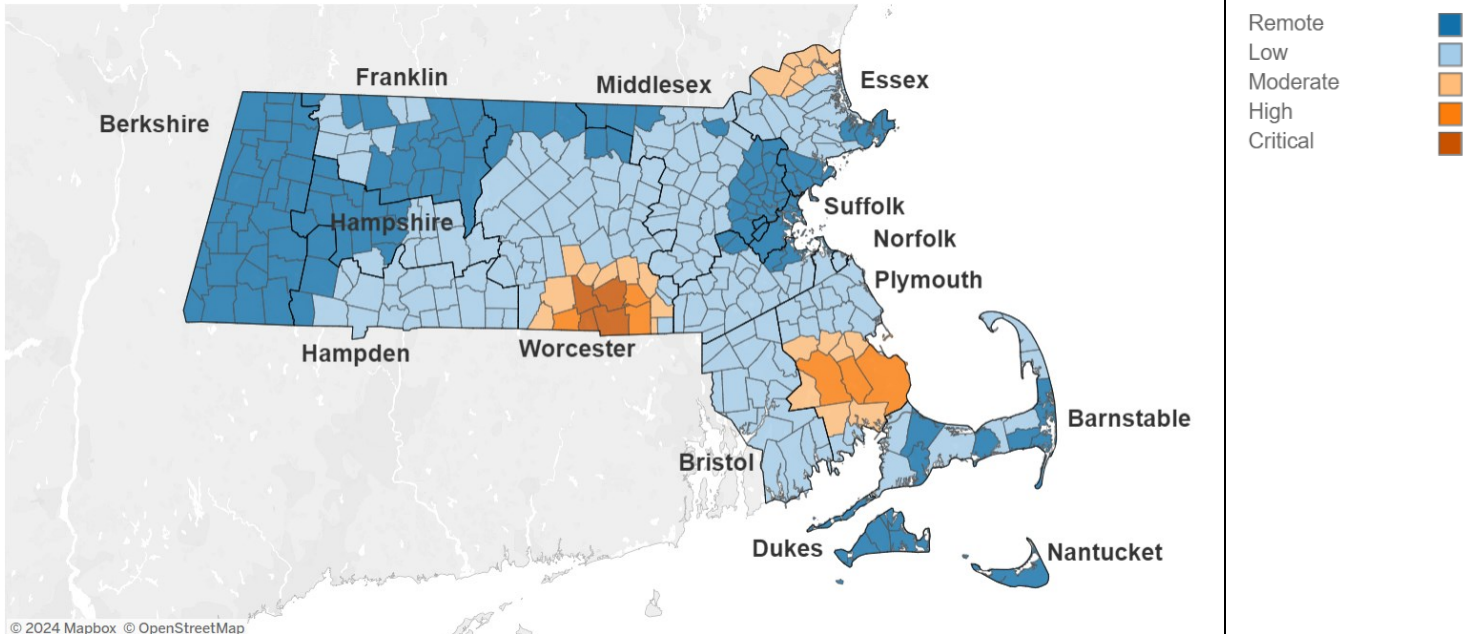 Franklin
Middlesex
Essex
Berkshire
Suffolk
Hampshire
Norfolk
Plymouth
Hampden
Worcester
Barnstable
Bristol
Dukes
Nantucket
© 2024 Mapbox © OpenStreetMap
Remote
Low
Moderate
High
Critical